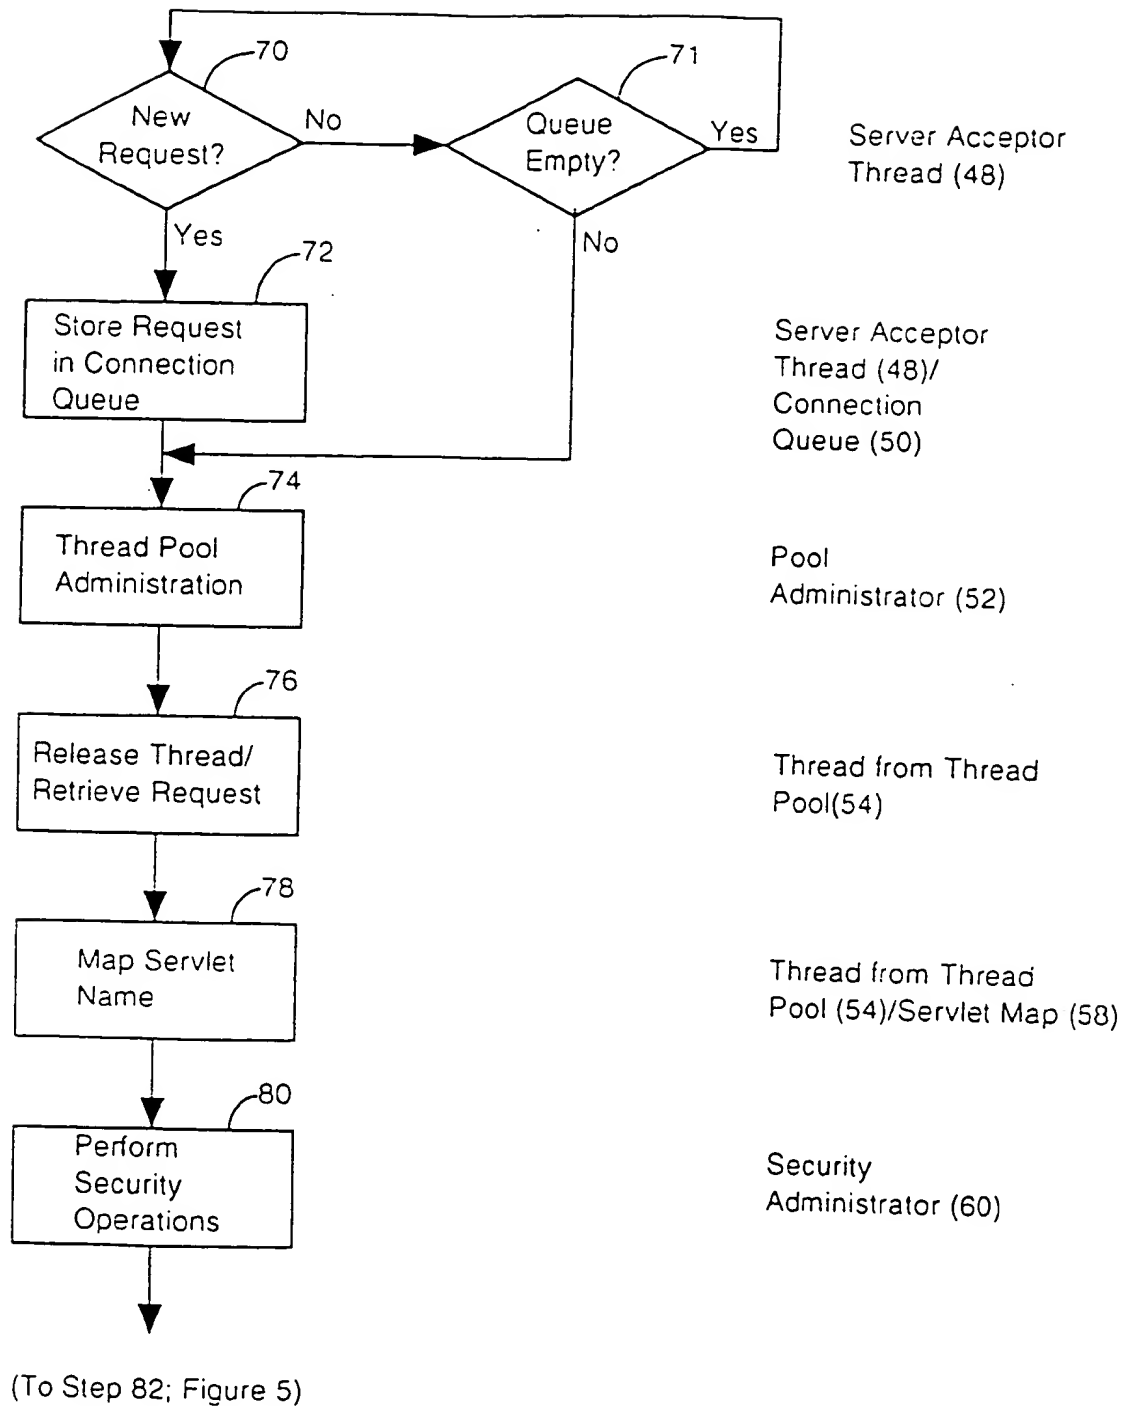 70
71
New
Request?
No
Queue
Empty?
Yes
Server Acceptor
Thread (48)
Yes
No
72
Store Request
in Connection
Queue
Server Acceptor
Thread (48)/
Connection
Queue (50)
74
Thread Pool
Administration
Pool
Administrator (52)
76
Release Thread/
Retrieve Request
Thread from Thread
Pool(54)
78
Map Servlet
Name
Thread from Thread
Pool (54)/Servlet Map (58)
80
Perform
Security
Operations
Security
Administrator (60)
(To Step 82; Figure 5)